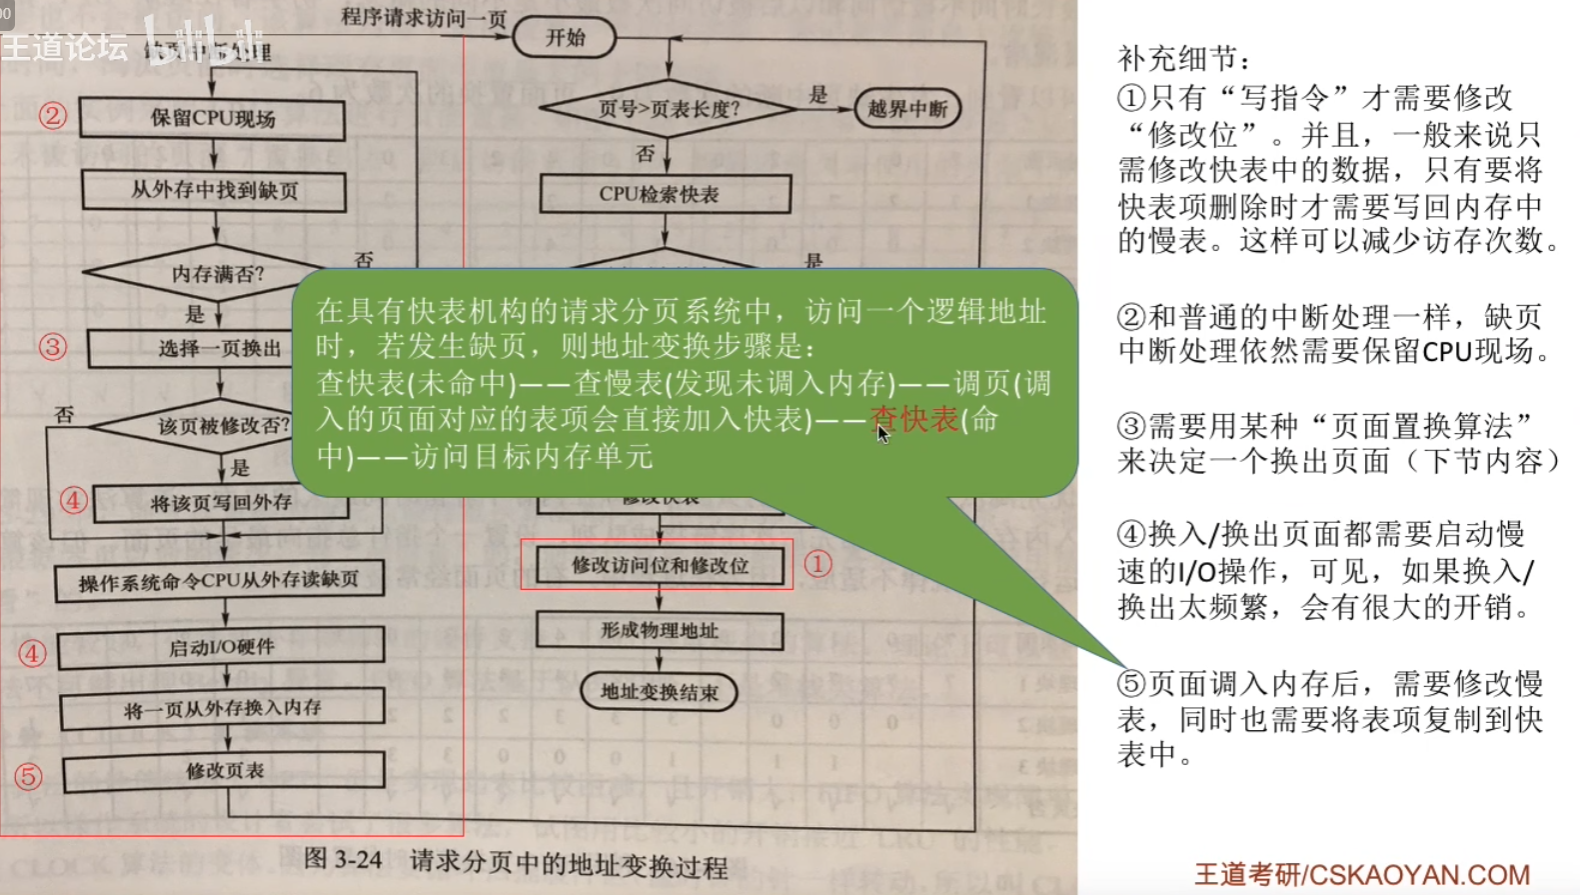 00
王道论坛
程序请求访问一页
开始
缺页中断处理
页号>页表长度?
是
越界中断
②
保留CPU现场
否
从外存中找到缺页
CPU检索快表
内存满否?
否
是
是
③
选择一页换出
否
该页被修改否?
是
④
将该页写回外存
修改快表
操作系统命令CPU从外存读缺页
修改访问位和修改位
①
④
启动I/O硬件
形成物理地址
将一页从外存换入内存
地址变换结束
⑤
修改页表
图 3-24 请求分页中的地址变换过程
在具有快表机构的请求分页系统中，访问一个逻辑地址
时，若发生缺页，则地址变换步骤是：
查快表(未命中)——查慢表(发现未调入内存)——调页(调
入的页面对应的表项会直接加入快表)——查快表(命
中)——访问目标内存单元
补充细节：
①只有“写指令”才需要修改
“修改位”。并且，一般来说只
需修改快表中的数据，只有要将
快表项删除时才需要写回内存中
的慢表。这样可以减少访存次数。
②和普通的中断处理一样，缺页
中断处理依然需要保留CPU现场。
③需要用某种“页面置换算法”
来决定一个换出页面（下节内容）
④换入/换出页面都需要启动慢
速的I/O操作，可见，如果换入/
换出太频繁，会有很大的开销。
⑤页面调入内存后，需要修改慢
表，同时也需要将表项复制到快
表中。
王道考研/CSKAOYAN.COM